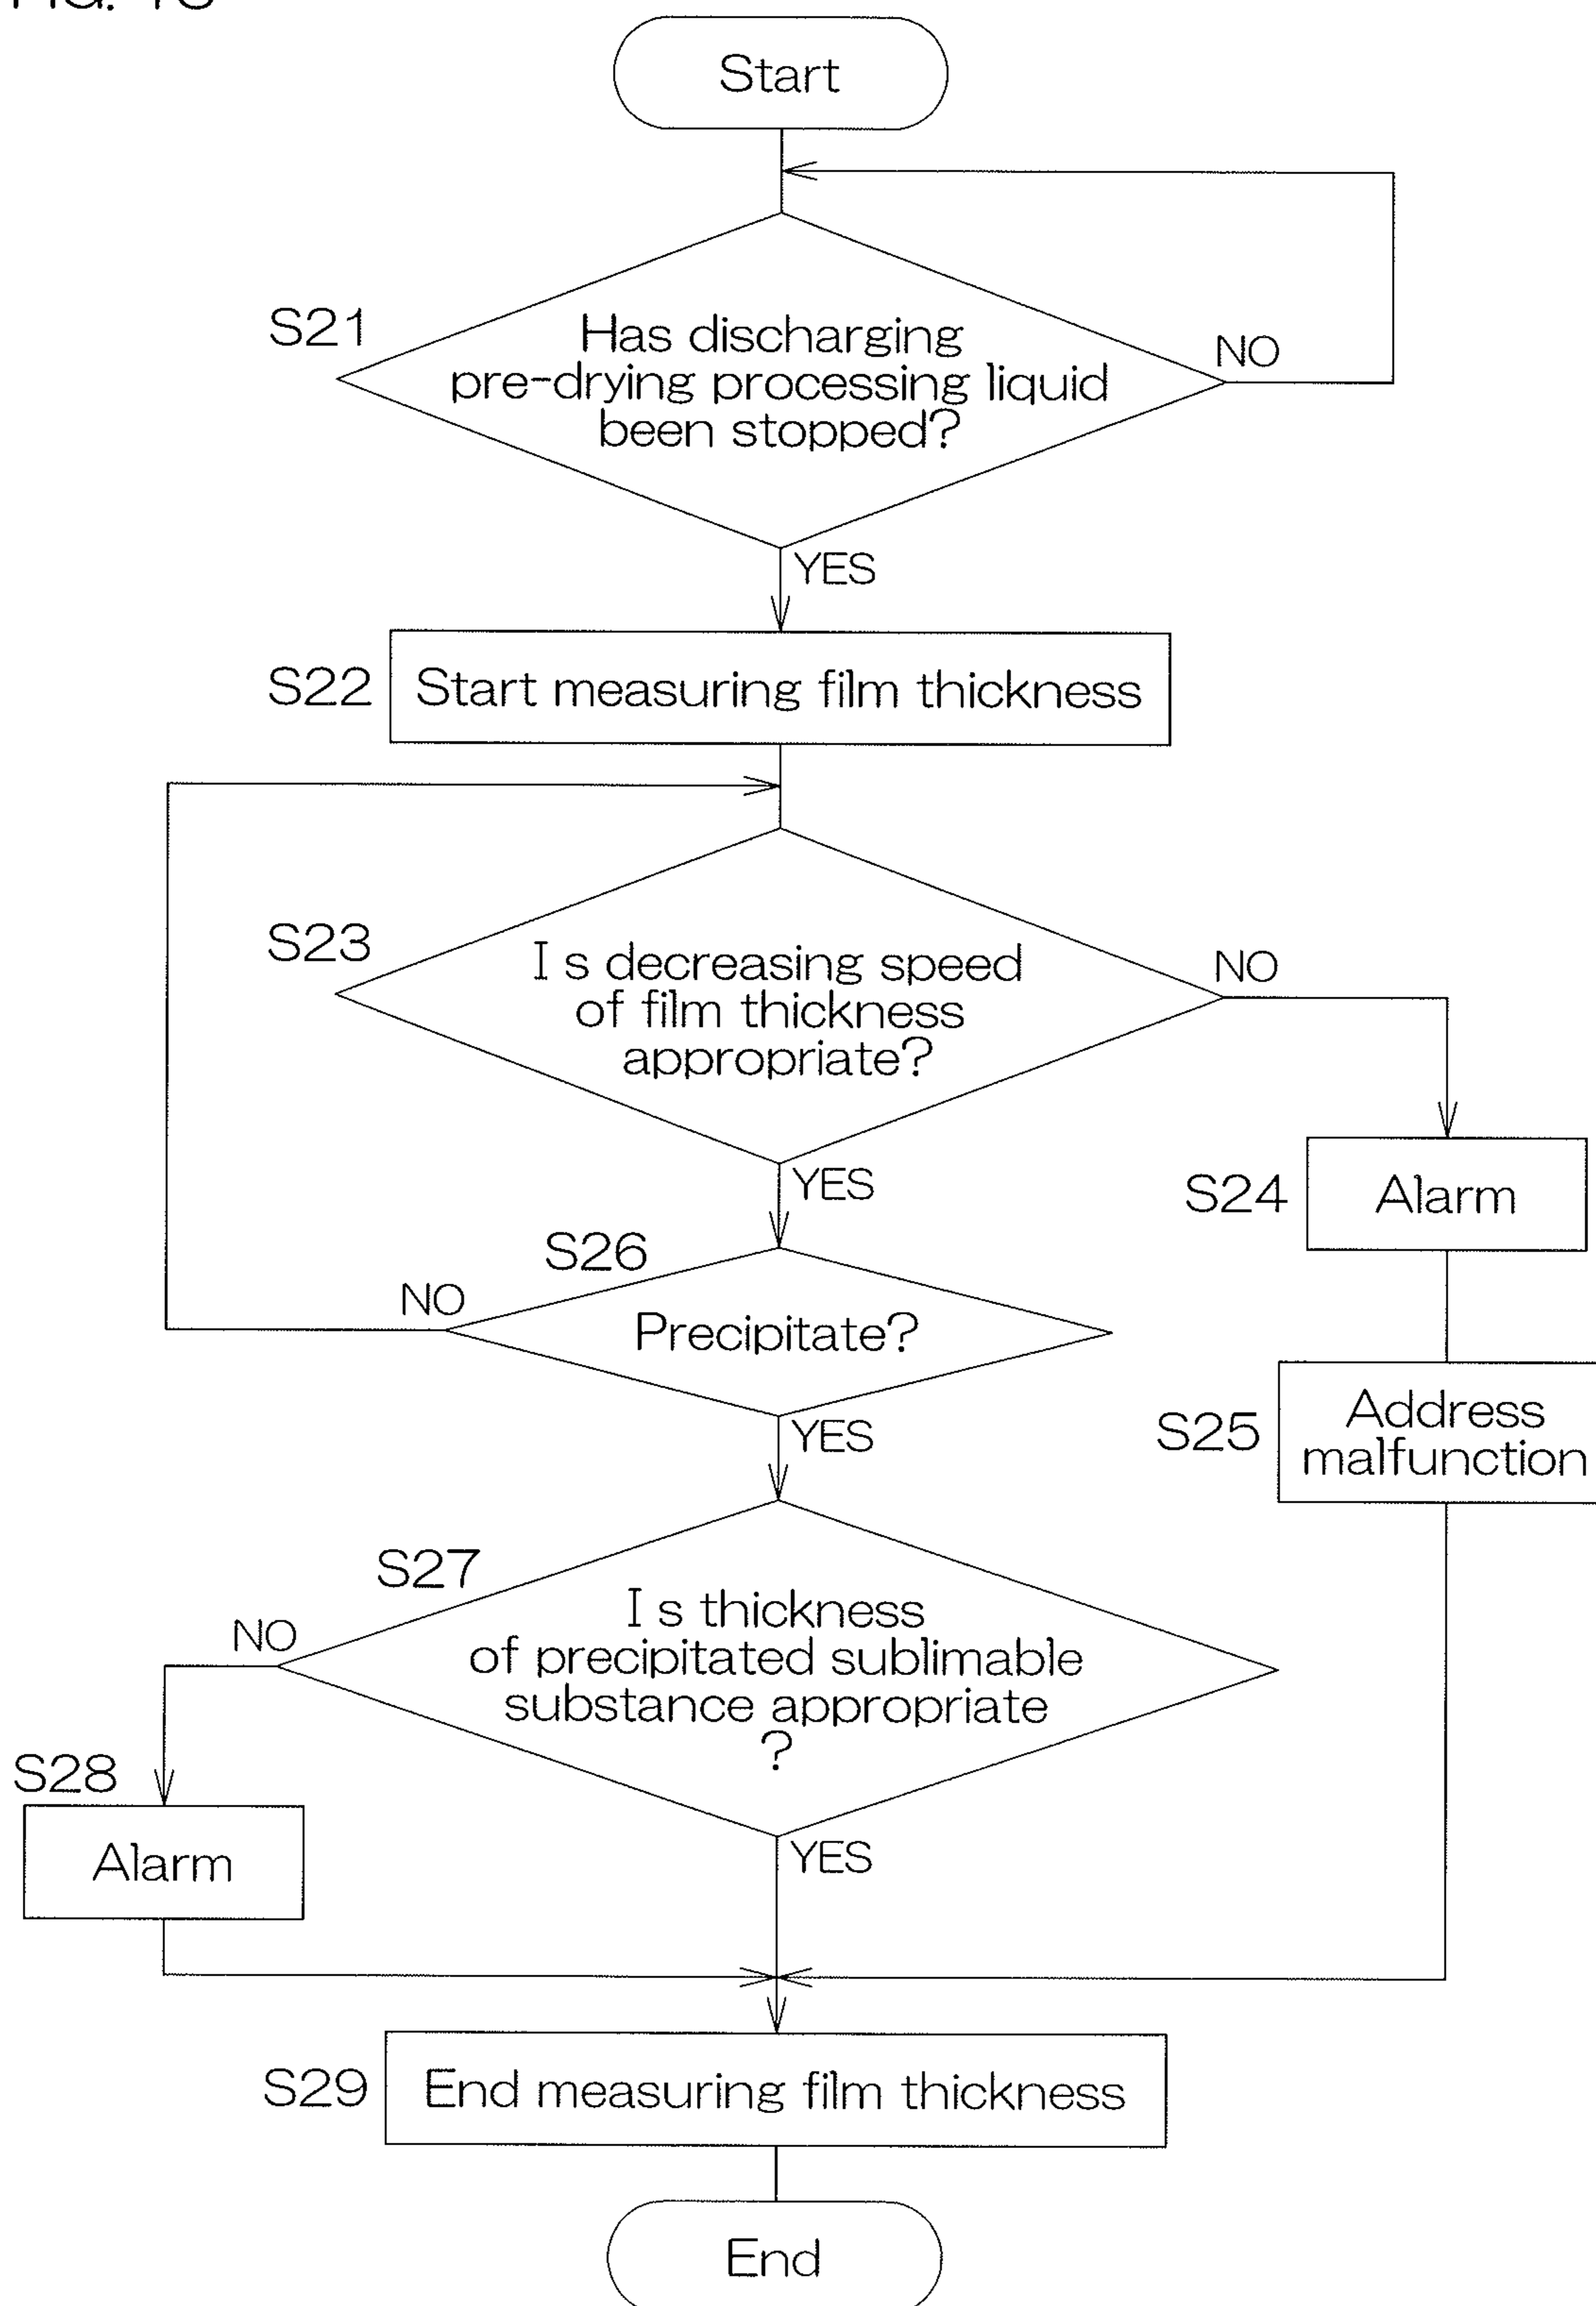 Start
S21
Has discharging
pre-drying processing liquid
been stopped?
NO
YES
S22
Start measuring film thickness
S23
I s decreasing speed
of film thickness
appropriate?
NO
YES
S24
Alarm
S26
NO
Precipitate?
YES
S25
Address
malfunction
S27
NO
I s thickness
of precipitated sublimable
substance appropriate
?
YES
S28
Alarm
S29
End measuring film thickness
End